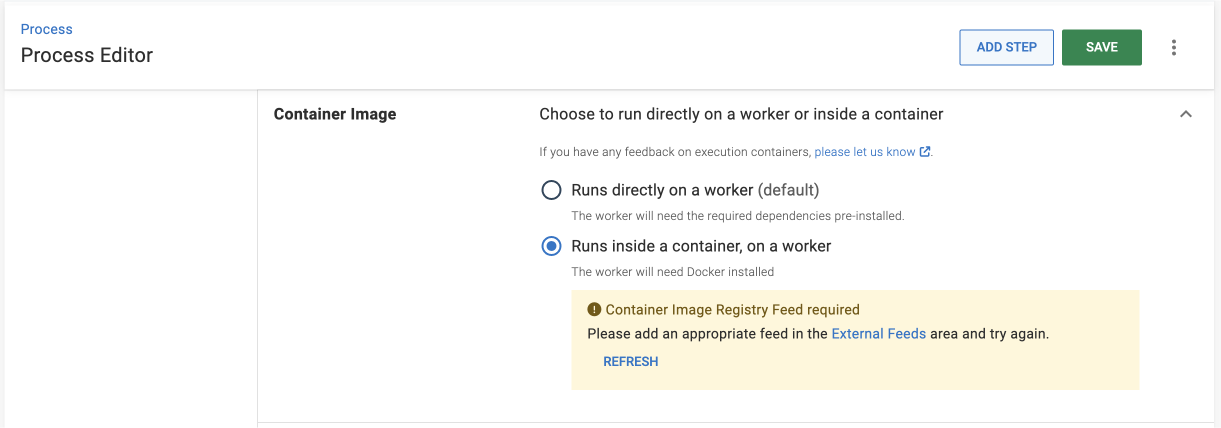 Process
Process Editor
ADD STEP
SAVE
Container Image
Choose to run directly on a worker or inside a container
If you have any feedback on execution containers, please let us know.
Runs directly on a worker (default)
The worker will need the required dependencies pre-installed.
Runs inside a container, on a worker
The worker will need Docker installed
Container Image Registry Feed required
Please add an appropriate feed in the External Feeds area and try again.
REFRESH